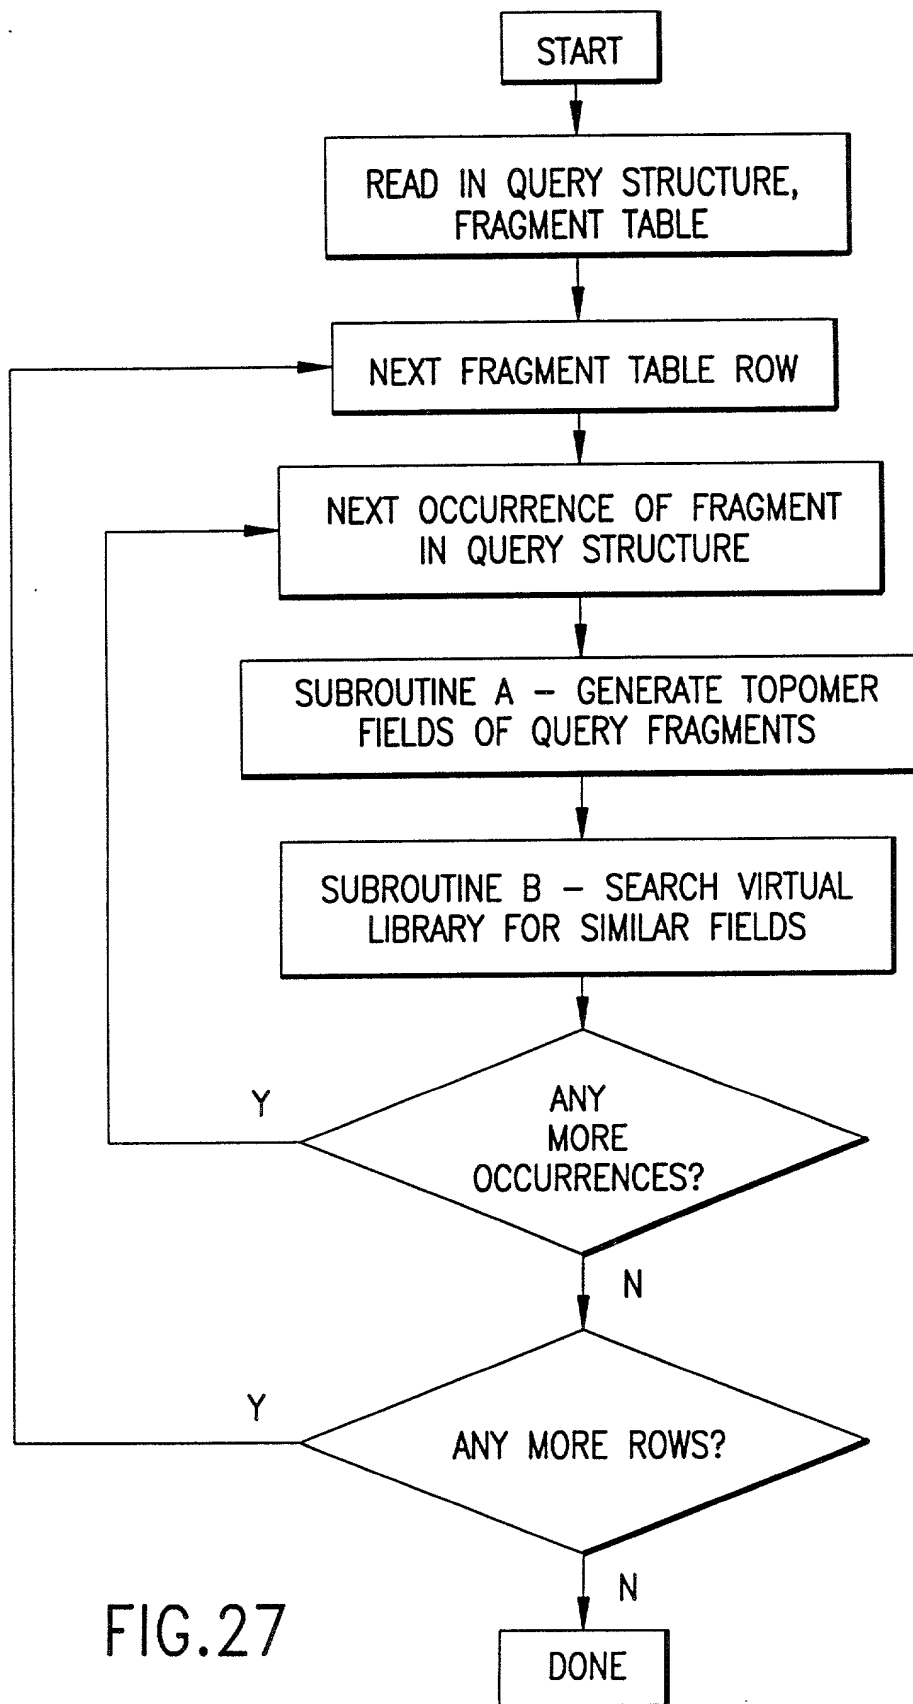 START
READ IN QUERY STRUCTURE,
FRAGMENT TABLE
NEXT FRAGMENT TABLE ROW
NEXT OCCURRENCE OF FRAGMENT
IN QUERY STRUCTURE
SUBROUTINE A – GENERATE TOPOMER
FIELDS OF QUERY FRAGMENTS
SUBROUTINE B – SEARCH VIRTUAL
LIBRARY FOR SIMILAR FIELDS
Y
ANY
MORE
OCCURRENCES?
N
Y
ANY MORE ROWS?
N
DONE
FIG.27